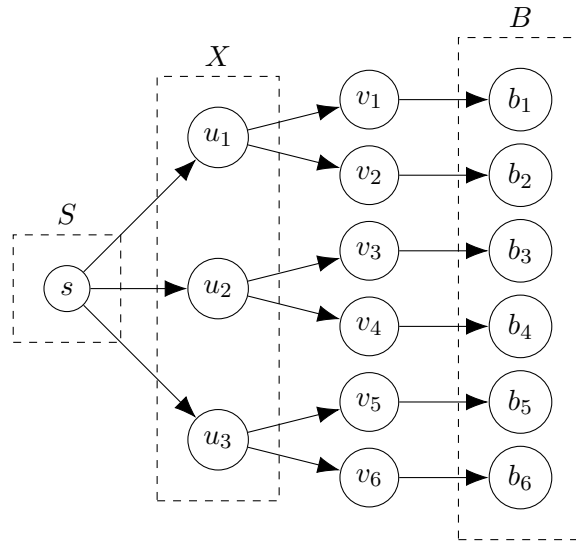 B
X
v₁ b₁
u₁
v₂ b₂
S
v₃ b₃
s u₂
v₄ b₄
v₅ b₅
u₃
v₆ b₆